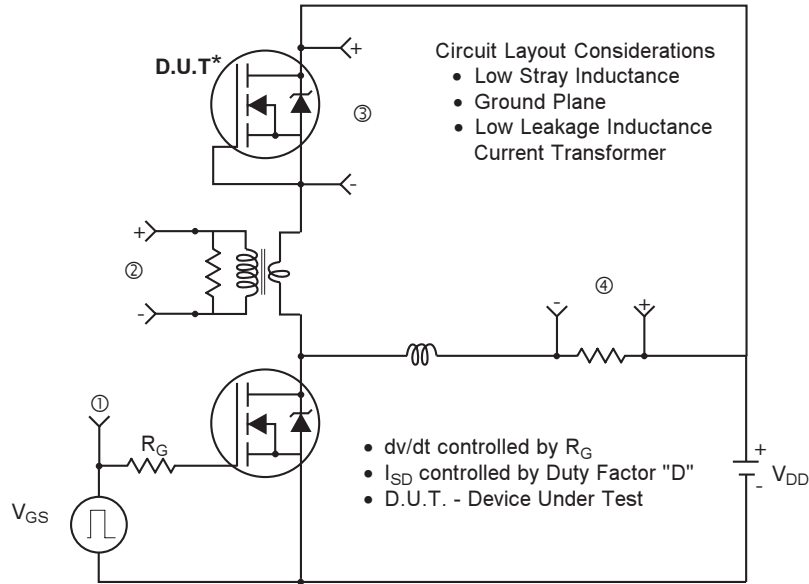 D.U.T*
+
Circuit Layout Considerations
• Low Stray Inductance
• Ground Plane
• Low Leakage Inductance
Current Transformer
③
-
+
②
-
④
-
+
①
R_G
V_GS
• dv/dt controlled by R_G
• I_SD controlled by Duty Factor "D"
• D.U.T. - Device Under Test
+
-
V_DD